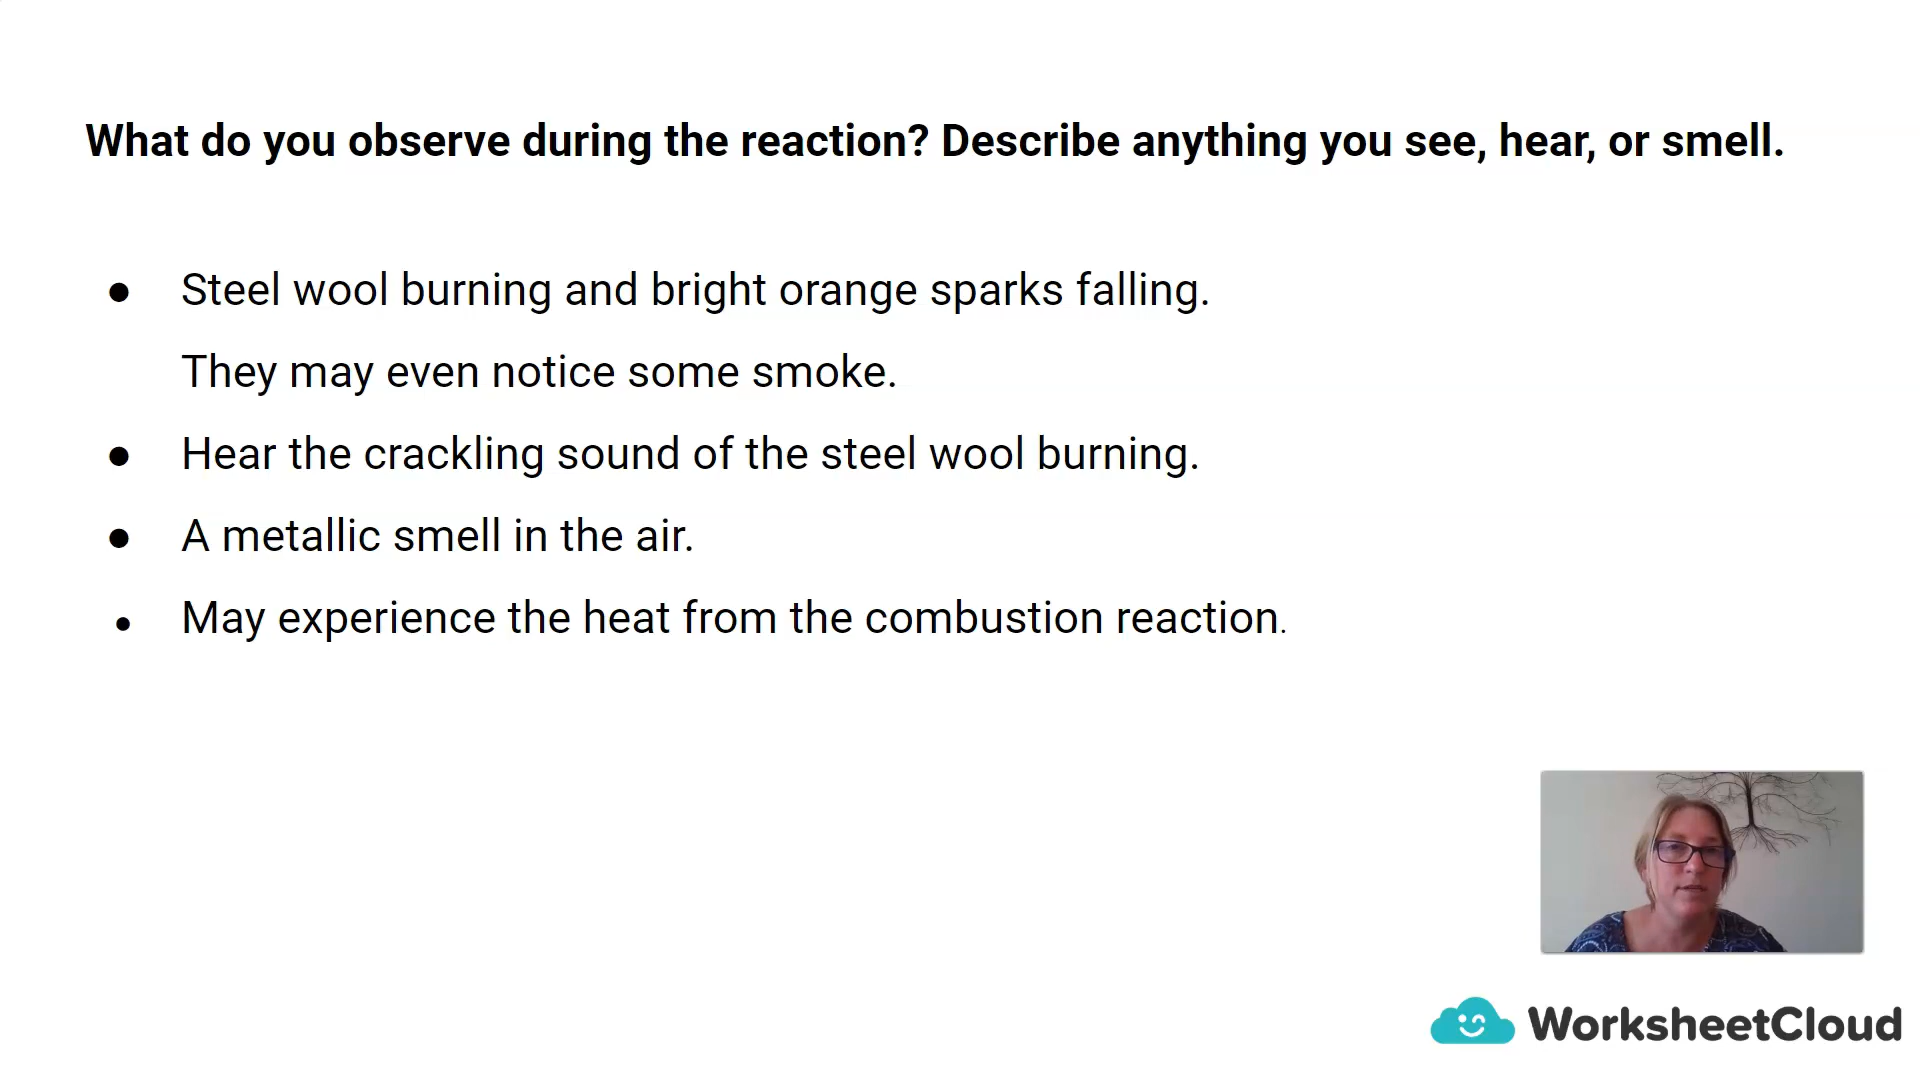 What do you observe during the reaction? Describe anything you see, hear, or smell.
● Steel wool burning and bright orange sparks falling.
They may even notice some smoke.
● Hear the crackling sound of the steel wool burning.
● A metallic smell in the air.
● May experience the heat from the combustion reaction.
WorksheetCloud